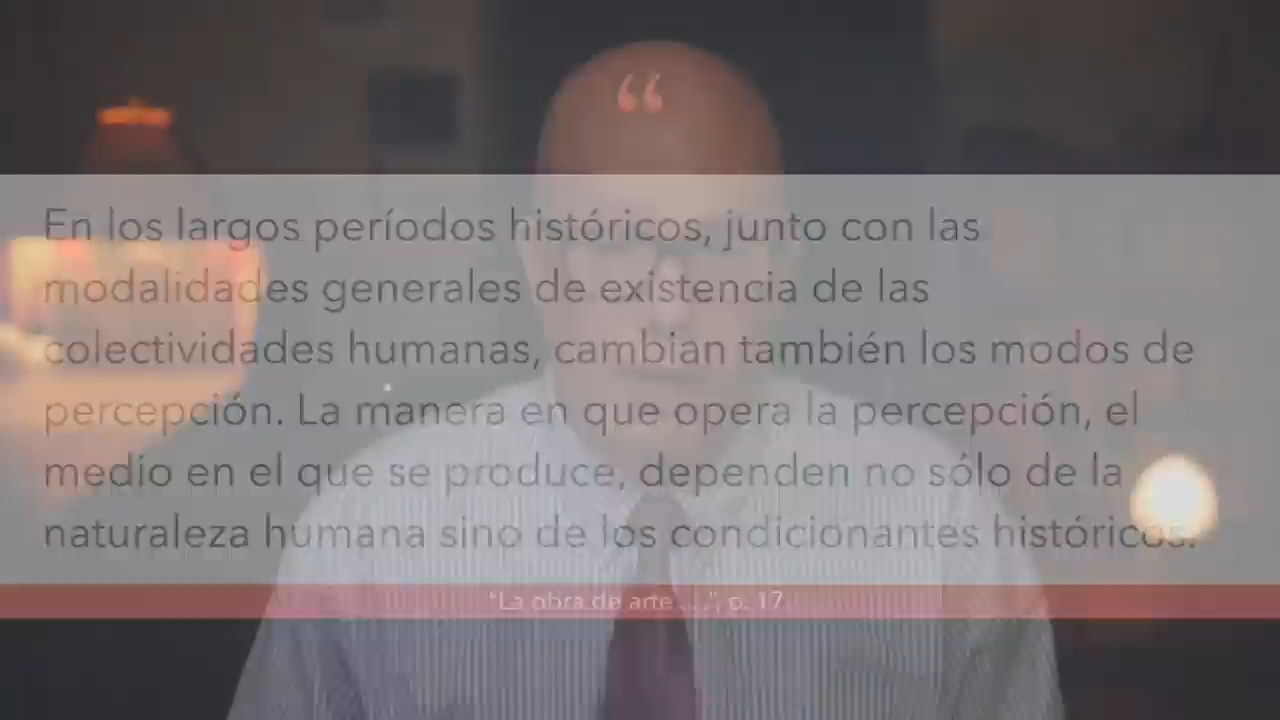 “
En los largos períodos históricos, junto con las
modalidades generales de existencia de las
colectividades humanas, cambian también los modos de
percepción. La manera en que opera la percepción, el
medio en el que se produce, dependen no sólo de la
naturaleza humana sino de los condicionantes históricos.
"La obra de arte ...", p. 17